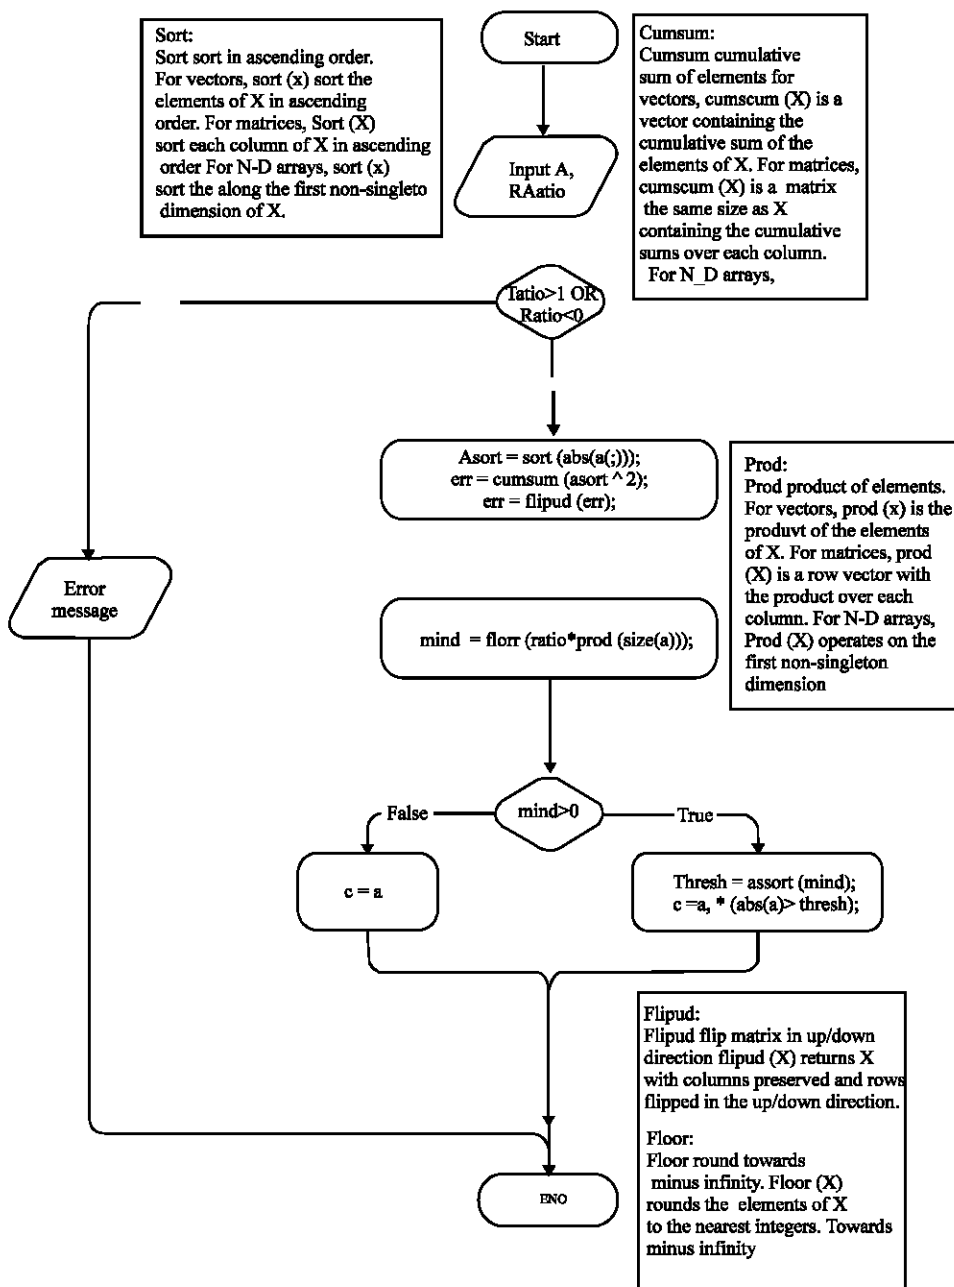 Sort:
Sort sort in ascending order.
For vectors, sort (x) sort the
elements of X in ascending
order. For matrices, Sort (X)
sort each column of X in ascending
order For N-D arrays, sort (x)
sort the along the first non-singleto
dimension of X.
Start
Input A,
RAatio
Cumsum:
Cumsum cumulative
sum of elements for
vectors, cumscum (X) is a
vector containing the
cumulative sum of the
elements of X. For matrices,
cumscum (X) is a matrix
the same size as X
containing the cumulative
sums over each column.
For N_D arrays,
Tatio>1 OR
Ratio<0
Asort = sort (abs(a(;)));
err = cumsum (asort ^ 2);
err = flipud (err);
Prod:
Prod product of elements.
For vectors, prod (x) is the
produvt of the elements
of X. For matrices, prod
(X) is a row vector with
the product over each
column. For N-D arrays,
Prod (X) operates on the
first non-singleton
dimension
Error
message
mind = florr (ratio*prod (size(a)));
mind>0
False
True
c = a
Thresh = assort (mind);
c =a, * (abs(a)> thresh);
Flipud:
Flipud flip matrix in up/down
direction flipud (X) returns X
with columns preserved and rows
flipped in the up/down direction.
Floor:
Floor round towards
minus infinity. Floor (X)
rounds the elements of X
to the nearest integers. Towards
minus infinity
ENO